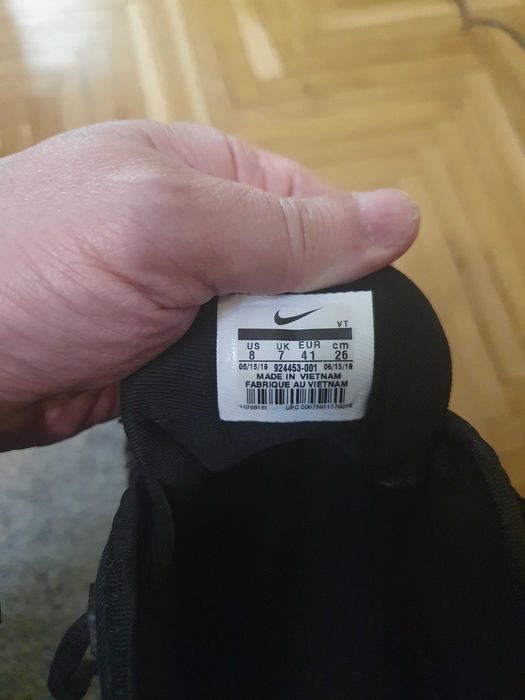 VT
US UK EUR cm
8 7 41 26
05/15/19 924453-001 06/15/19
MADE IN VIETNAM
FABRIQUE AU VIETNAM
UPC